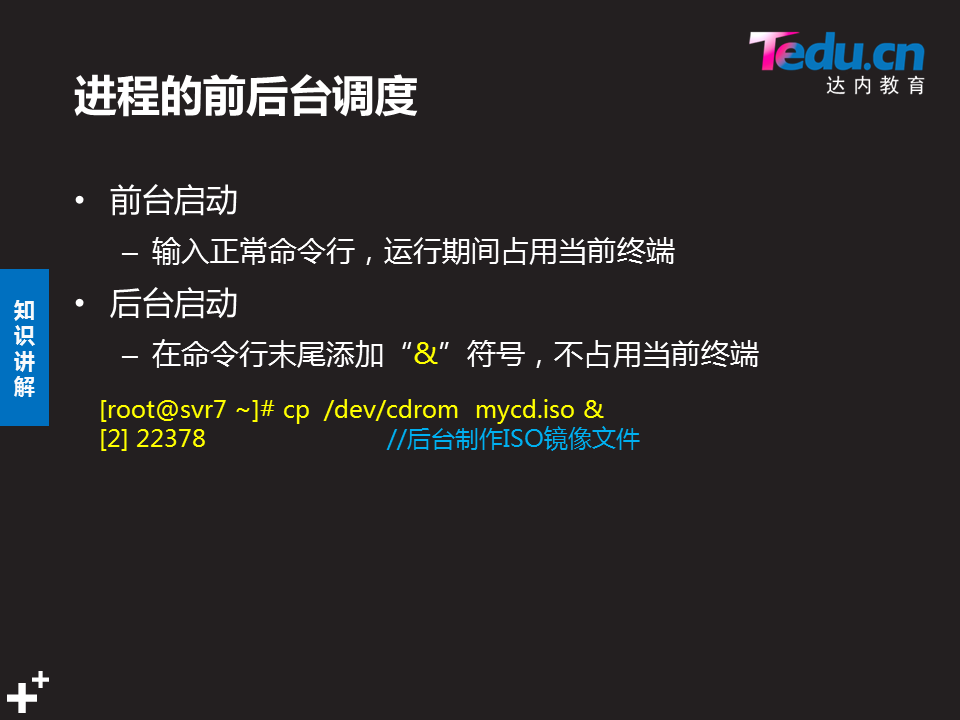 Tedu.cn
达内教育
进程的前后台调度
• 前台启动
– 输入正常命令行，运行期间占用当前终端
• 后台启动
– 在命令行末尾添加“&”符号，不占用当前终端
知识讲解
[root@svr7 ~]# cp /dev/cdrom mycd.iso &
[2] 22378 //后台制作ISO镜像文件